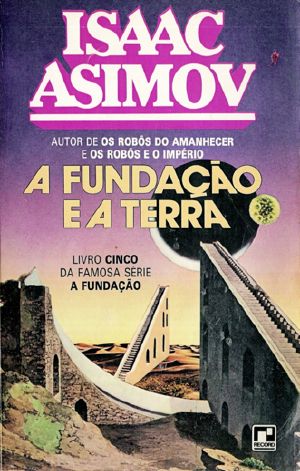 ISAAC
ASIMOV
AUTOR DE OS ROBÔS DO AMANHECER
E OS ROBÔS E O IMPÉRIO
A FUNDAÇÃO
E A TERRA
LIVRO CINCO
DA FAMOSA SÉRIE
A FUNDAÇÃO
RECORD